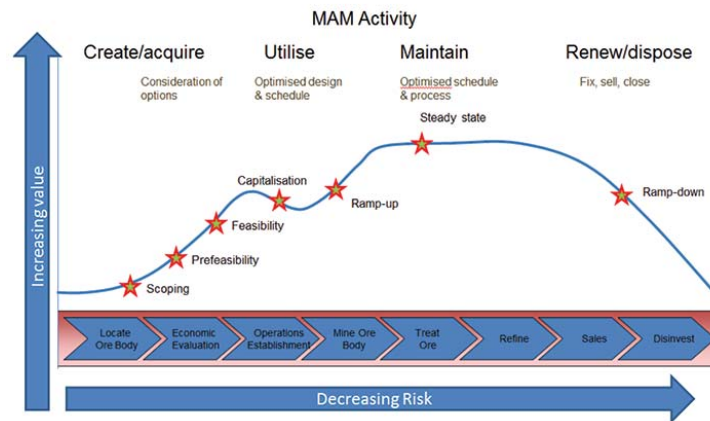 MAM Activity
Create/acquire
Utilise
Maintain
Renew/dispose
Consideration of
options
Optimised design
& schedule
Optimised schedule
& process
Fix, sell, close
Steady state
Capitalisation
Ramp-up
Ramp-down
Feasibility
Prefeasibility
Scoping
Increasing value
Locate
Ore Body
Economic
Evaluation
Operations
Establishment
Mine Ore
Body
Treat
Ore
Refine
Sales
Disinvest
Decreasing Risk